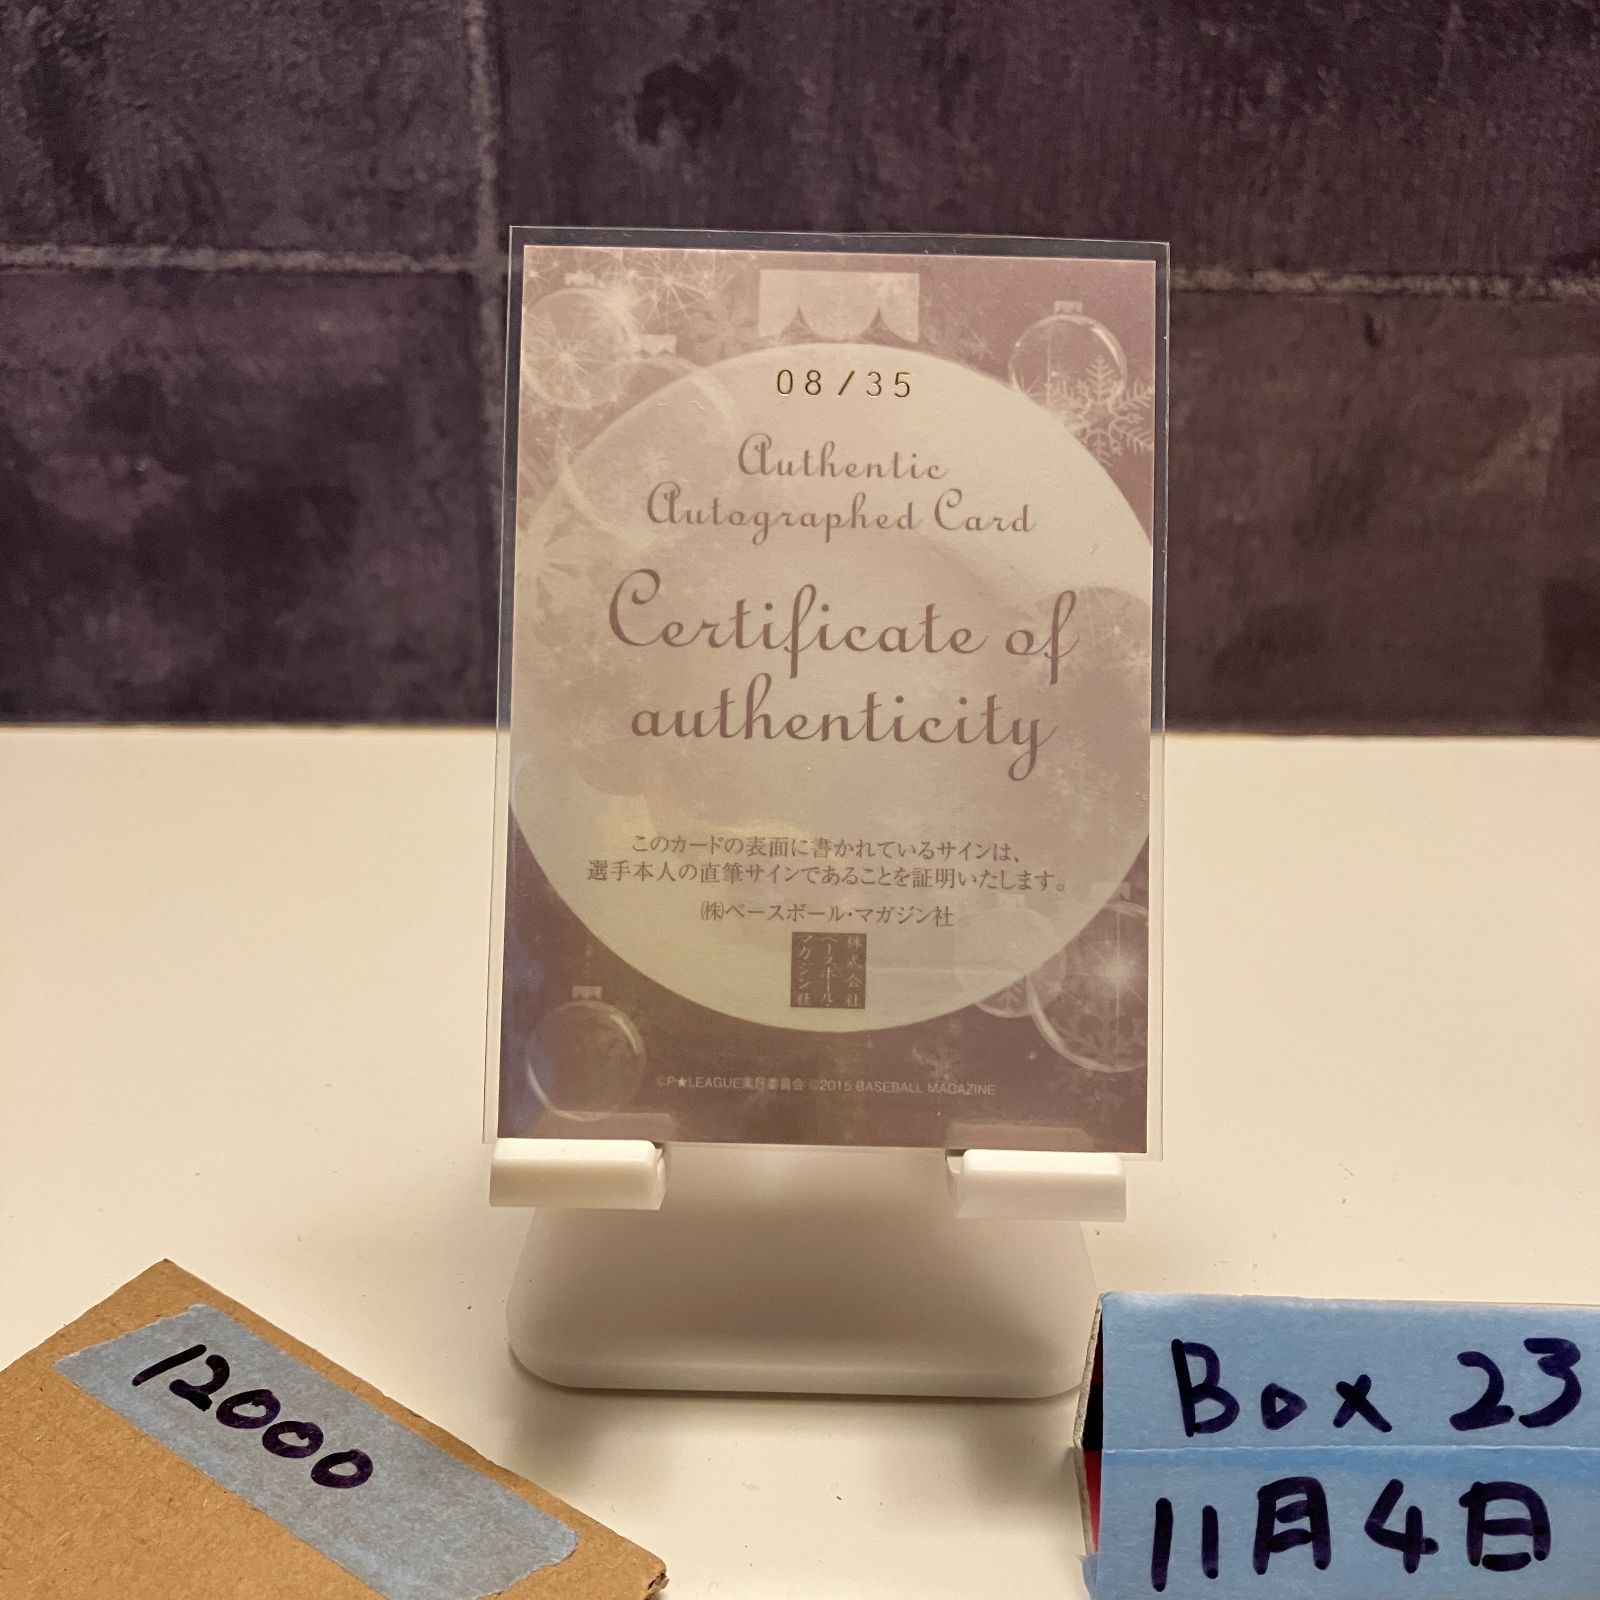 08/35
Authentic
Autographed Card
Certificate of
authenticity
このカードの表面に書かれているサインは、
選手本人の直筆サインであることを証明いたします。
㈱ベースボール・マガジン社
株式会社
ベースボール・
マガジン社
©P★LEAGUE実行委員会 ©2015 BASEBALL MAGAZINE
12000
Box 23
11月4日